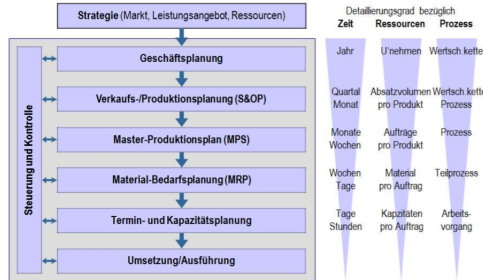 Strategie (Markt, Leistungsangebot, Ressourcen)
Geschäftsplanung
Verkaufs-/Produktionsplanung (S&OP)
Master-Produktionsplan (MPS)
Material-Bedarfsplanung (MRP)
Termin- und Kapazitätsplanung
Umsetzung/Ausführung
Steuerung und Kontrolle
Detaillierungsgrad bezüglich
Zeit Ressourcen Prozess
Jahr U'nehmen Wertsch.kette
Quartal Absatzvolumen Wertsch.kette
Monat pro Produkt Prozess
Monate Aufträge Prozess
Wochen pro Produkt
Wochen Material Teilprozess
Tage pro Auftrag
Tage Kapzitäten Arbeits-
Stunden pro Auftrag vorgang